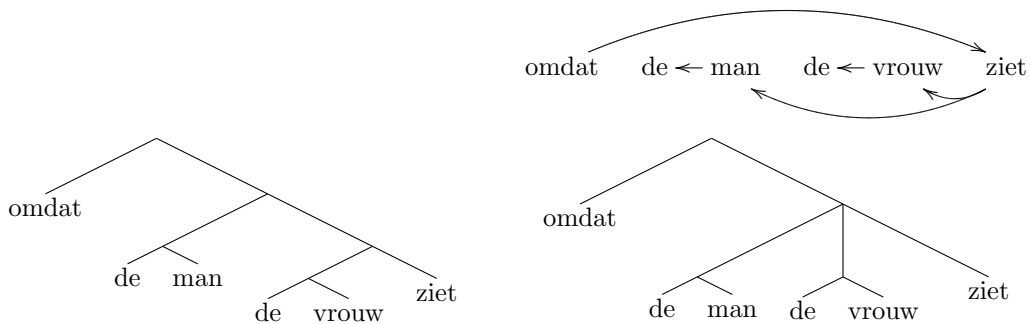 omdat de man de vrouw ziet
omdat
de man
de vrouw
ziet
omdat
de man de vrouw
ziet